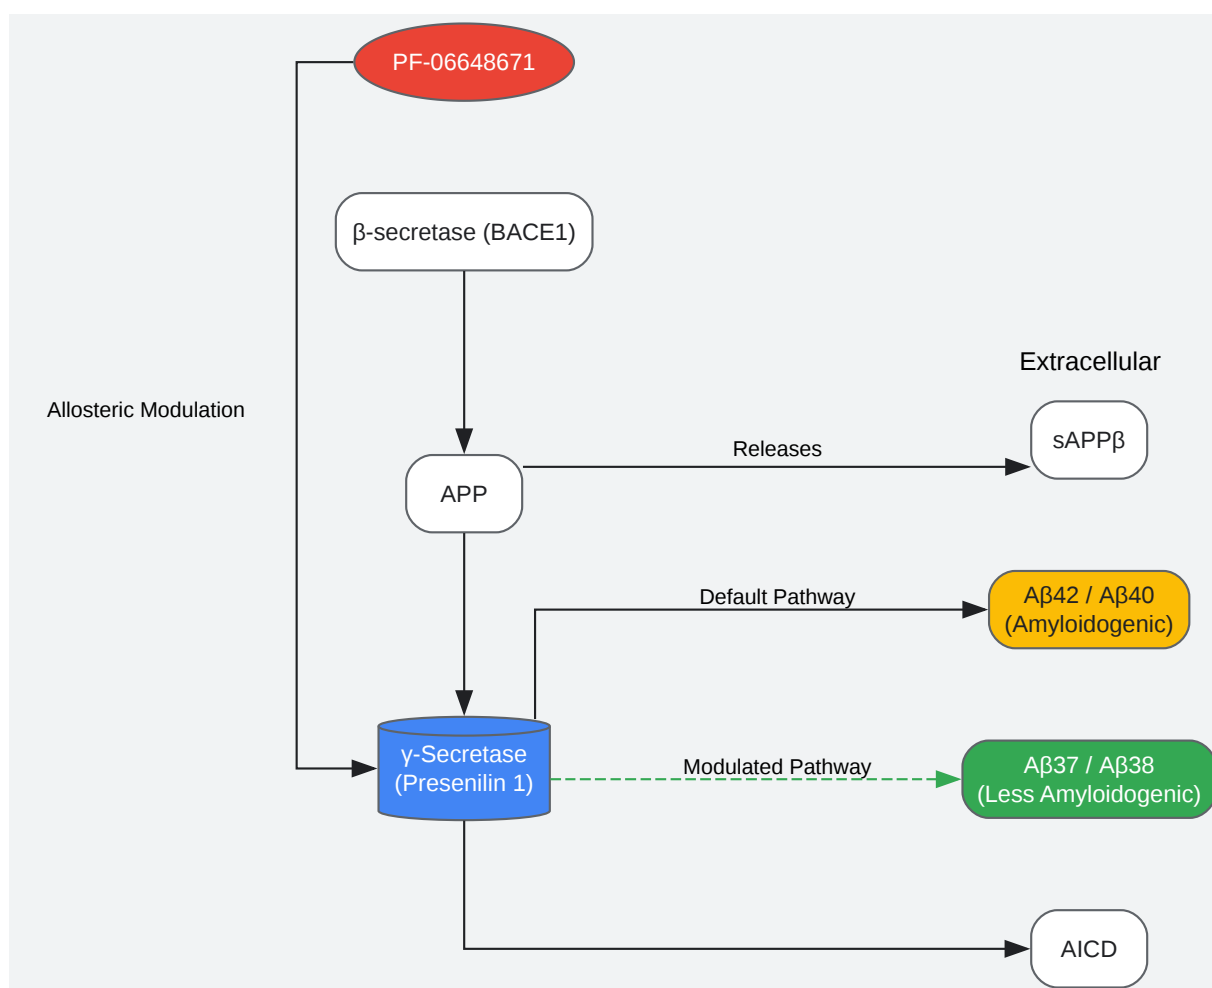 PF-06648671
β-secretase (BACE1)
Extracellular
Allosteric Modulation
sAPPβ
Releases
APP
Default Pathway
Aβ42 / Aβ40
(Amyloidogenic)
γ-Secretase
(Presenilin 1)
Modulated Pathway
Aβ37 / Aβ38
(Less Amyloidogenic)
AICD